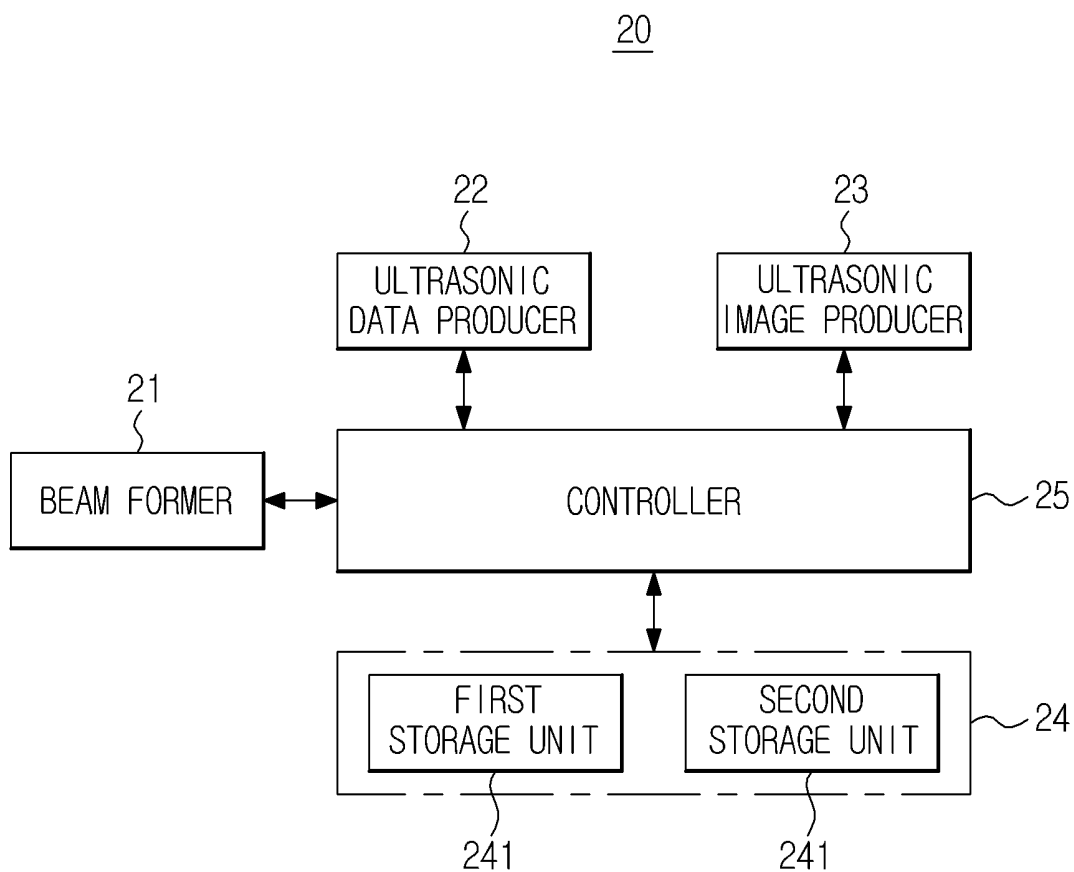 20
22
23
ULTRASONIC
DATA PRODUCER
ULTRASONIC
IMAGE PRODUCER
21
BEAM FORMER
CONTROLLER
25
FIRST
STORAGE UNIT
SECOND
STORAGE UNIT
24
241
241